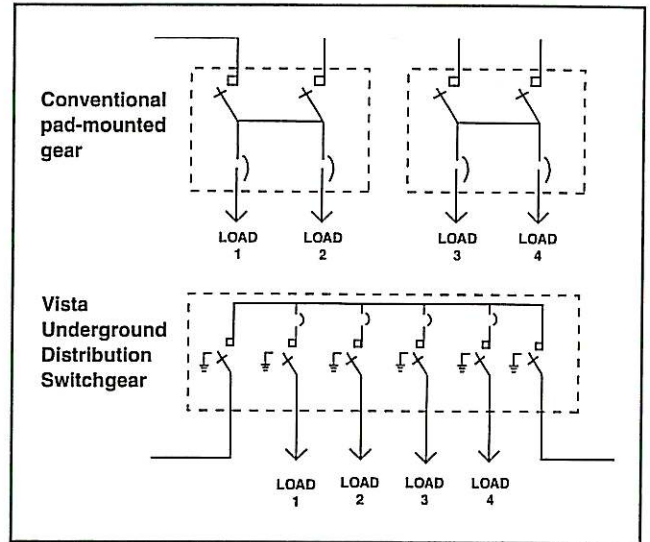 Conventional
pad-mounted
gear
LOAD
1
LOAD
2
LOAD
3
LOAD
4
Vista
Underground
Distribution
Switchgear
LOAD
1
LOAD
2
LOAD
3
LOAD
4